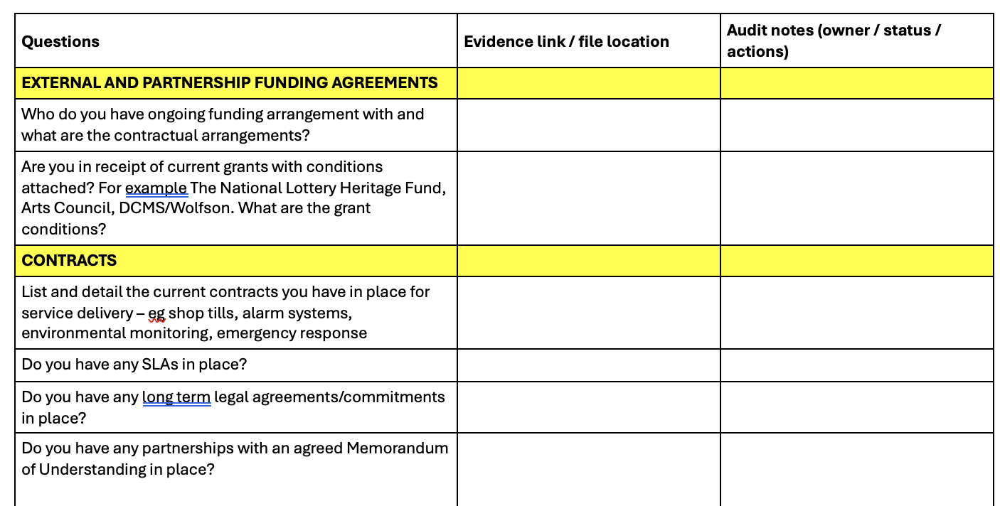 Questions
Evidence link / file location
Audit notes (owner / status /
actions)
EXTERNAL AND PARTNERSHIP FUNDING AGREEMENTS
Who do you have ongoing funding arrangement with and
what are the contractual arrangements?
Are you in receipt of current grants with conditions
attached? For example The National Lottery Heritage Fund,
Arts Council, DCMS/Wolfson. What are the grant
conditions?
CONTRACTS
List and detail the current contracts you have in place for
service delivery – eg shop tills, alarm systems,
environmental monitoring, emergency response
Do you have any SLAs in place?
Do you have any long term legal agreements/commitments
in place?
Do you have any partnerships with an agreed Memorandum
of Understanding in place?